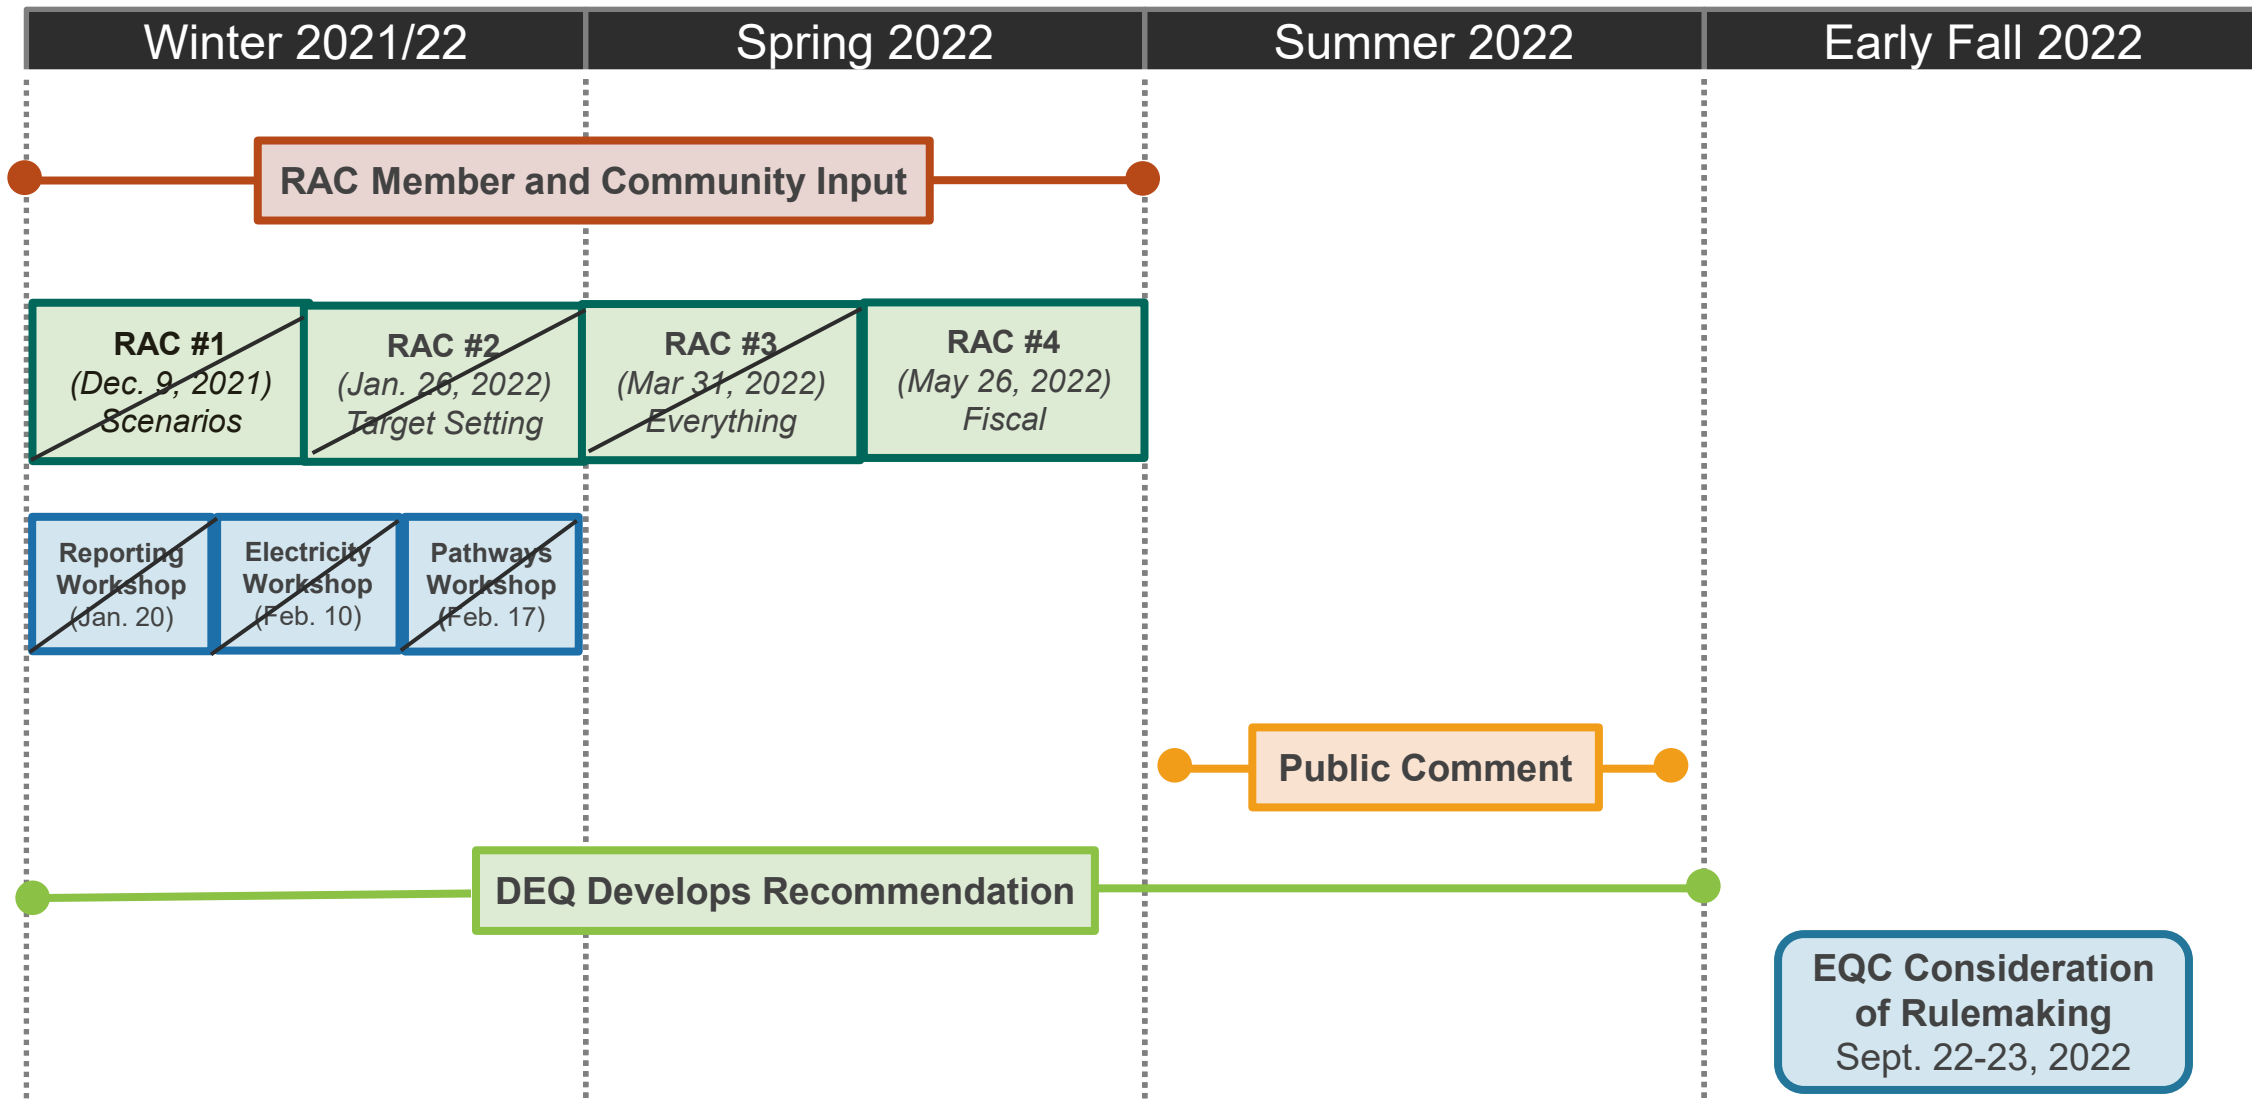 Winter 2021/22
Spring 2022
Summer 2022
Early Fall 2022
RAC Member and Community Input
RAC #1
(Dec. 9, 2021)
Scenarios
RAC #2
(Jan. 26, 2022)
Target Setting
RAC #3
(Mar 31, 2022)
Everything
RAC #4
(May 26, 2022)
Fiscal
Reporting
Workshop
(Jan. 20)
Electricity
Workshop
(Feb. 10)
Pathways
Workshop
(Feb. 17)
Public Comment
DEQ Develops Recommendation
EQC Consideration
of Rulemaking
Sept. 22-23, 2022